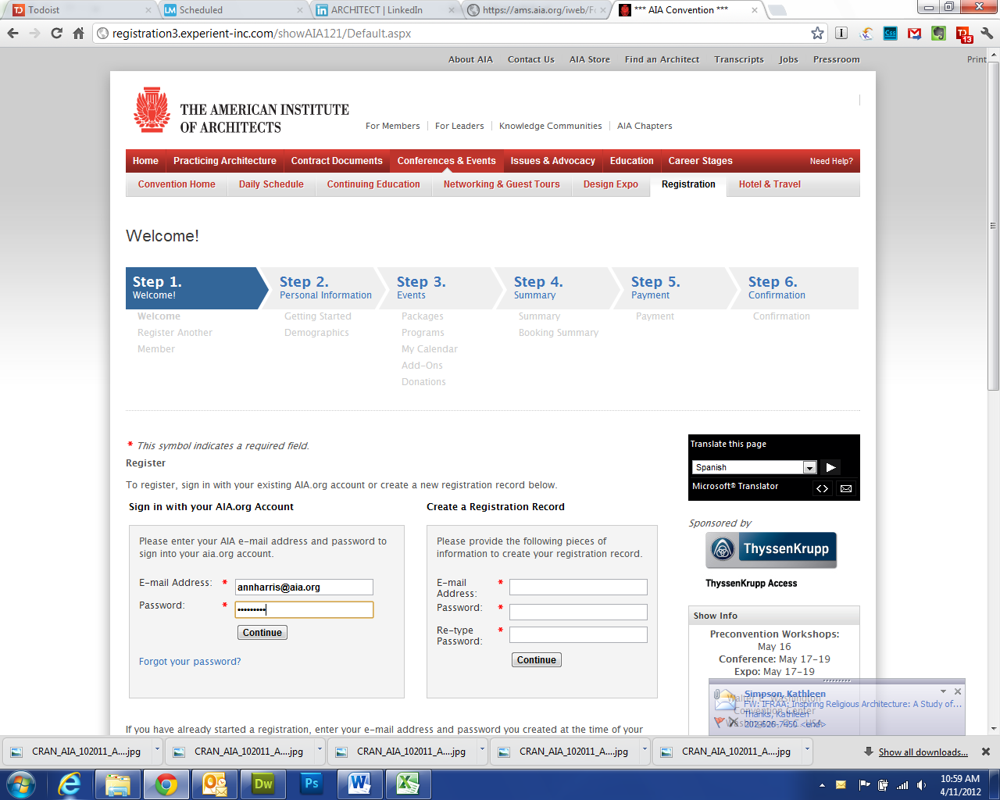 Todoist
Scheduled
ARCHITECT | LinkedIn
https://ams.aia.org/iweb/Fo
*** AIA Convention ***
registration3.experient-inc.com/showAIA121/Default.aspx
13
About AIA Contact Us AIA Store Find an Architect Transcripts Jobs Pressroom Print
THE AMERICAN INSTITUTE
OF ARCHITECTS
For Members For Leaders Knowledge Communities AIA Chapters
Home Practicing Architecture Contract Documents Conferences & Events Issues & Advocacy Education Career Stages Need Help?
Convention Home Daily Schedule Continuing Education Networking & Guest Tours Design Expo Registration Hotel & Travel
Welcome!
Step 1. Step 2. Step 3. Step 4. Step 5. Step 6.
Welcome! Personal Information Events Summary Payment Confirmation
Welcome Getting Started Packages Summary Payment Confirmation
Register Another Demographics Programs Booking Summary
Member My Calendar
Add-Ons
Donations
* This symbol indicates a required field.
Register
To register, sign in with your existing AIA.org account or create a new registration record below.
Sign in with your AIA.org Account
Please enter your AIA e-mail address and password to
sign into your aia.org account.
E-mail Address: * annharris@aia.org
Password: * •••••••••
Continue
Forgot your password?
Create a Registration Record
Please provide the following pieces of
information to create your registration record.
E-mail *
Address:
Password: *
Re-type *
Password:
Continue
If you have already started a registration, enter your e-mail address and password you created at the time of your
Translate this page
Spanish
Microsoft® Translator
Sponsored by
ThyssenKrupp
ThyssenKrupp Access
Show Info
Preconvention Workshops:
May 16
Conference: May 17-19
Expo: May 17-19
Simpson, Kathleen
FW: IFRAA; Inspiring Religious Architecture: A Study of...
Thanks, Kathleen
202-626-7450 <end>
CRAN_AIA_102011_A....jpg CRAN_AIA_102011_A....jpg CRAN_AIA_102011_A....jpg CRAN_AIA_102011_A....jpg CRAN_AIA_102011_A....jpg Show all downloads...
10:59 AM
4/11/2012